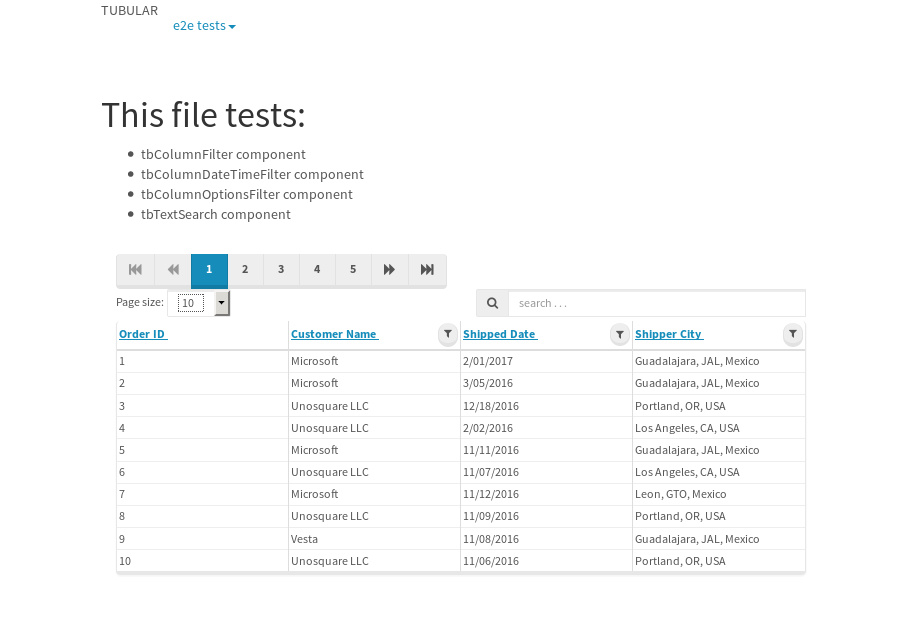 TUBULAR
e2e tests
This file tests:
tbColumnFilter component
tbColumnDateTimeFilter component
tbColumnOptionsFilter component
tbTextSearch component
1 2 3 4 5
Page size: 10 search . . .
Order ID Customer Name Shipped Date Shipper City
1 Microsoft 2/01/2017 Guadalajara, JAL, Mexico
2 Microsoft 3/05/2016 Guadalajara, JAL, Mexico
3 Unosquare LLC 12/18/2016 Portland, OR, USA
4 Unosquare LLC 2/02/2016 Los Angeles, CA, USA
5 Microsoft 11/11/2016 Guadalajara, JAL, Mexico
6 Unosquare LLC 11/07/2016 Los Angeles, CA, USA
7 Microsoft 11/12/2016 Leon, GTO, Mexico
8 Unosquare LLC 11/09/2016 Portland, OR, USA
9 Vesta 11/08/2016 Guadalajara, JAL, Mexico
10 Unosquare LLC 11/06/2016 Portland, OR, USA